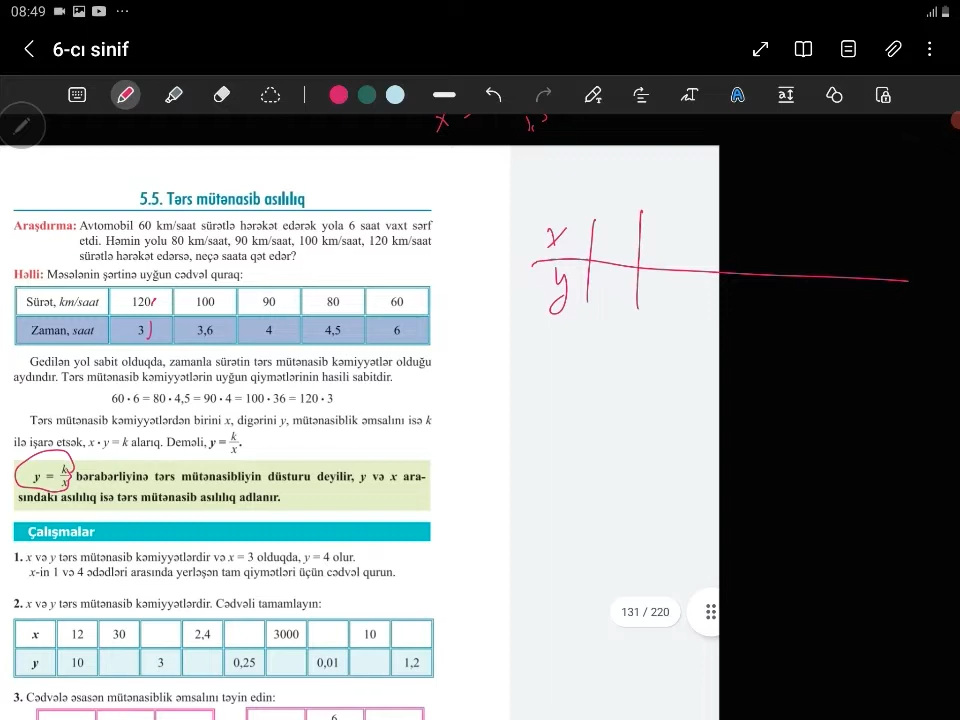 08:49
6-cı sinif
5.5. Tərs mütənasib asılılıq
Araşdırma: Avtomobil 60 km/saat sürətlə hərəkət edərək yola 6 saat vaxt sərf
etdi. Həmin yolu 80 km/saat, 90 km/saat, 100 km/saat, 120 km/saat
sürətlə hərəkət edərsə, neçə saata qət edər?
Həlli: Məsələnin şərtinə uyğun cədvəl quraq:
Sürət, km/saat 120 100 90 80 60
Zaman, saat 3 3,6 4 4,5 6
Gedilən yol sabit olduqda, zamanla sürətin tərs mütənasib kəmiyyətlər olduğu
aydındır. Tərs mütənasib kəmiyyətlərin uyğun qiymətlərinin hasili sabitdir.
60 • 6 = 80 • 4,5 = 90 • 4 = 100 • 36 = 120 • 3
Tərs mütənasib kəmiyyətlərdən birini x, digərini y, mütənasiblik əmsalını isə k
ilə işarə etsək, x • y = k alarıq. Deməli, y = k/x.
y = k/x bərabərliyinə tərs mütənasibliyin düsturu deyilir, y və x ara-
sındakı asılılıq isə tərs mütənasib asılılıq adlanır.
Çalışmalar
1. x və y tərs mütənasib kəmiyyətlərdir və x = 3 olduqda, y = 4 olur.
x-in 1 və 4 ədədləri arasında yerləşən tam qiymətləri üçün cədvəl qurun.
2. x və y tərs mütənasib kəmiyyətlərdir. Cədvəli tamamlayın:
x 12 30 2,4 3000 10
y 10 3 0,25 0,01 1,2
3. Cədvələ əsasən mütənasiblik əmsalını təyin edin:
6
x
y
131 / 220